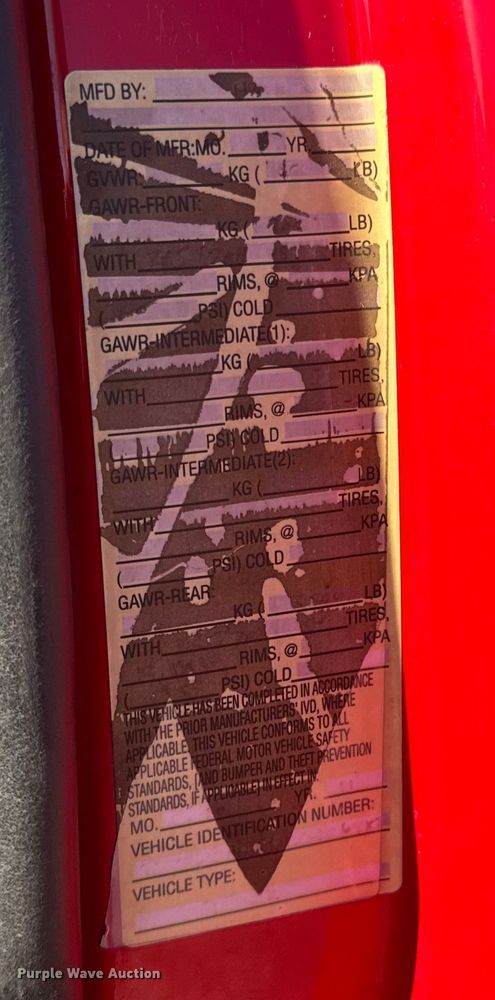 MFD BY:
DATE OF MFR:MO. YR.
GVWR: KG ( LB)
GAWR-FRONT:
KG ( LB)
WITH TIRES,
RIMS, @ KPA
( PSI) COLD
GAWR-INTERMEDIATE(1):
KG ( LB)
WITH TIRES,
RIMS, @ KPA
PSI) COLD
GAWR-INTERMEDIATE(2):
KG ( LB)
WITH TIRES,
RIMS, @ KPA
( PSI) COLD
GAWR-REAR:
KG ( LB)
WITH TIRES,
RIMS, @ KPA
( PSI) COLD
THIS VEHICLE HAS BEEN COMPLETED IN ACCORDANCE
WITH THE PRIOR MANUFACTURERS' IVD, WHERE
APPLICABLE. THIS VEHICLE CONFORMS TO ALL
APPLICABLE FEDERAL MOTOR VEHICLE SAFETY
STANDARDS, [AND BUMPER AND THEFT PREVENTION
STANDARDS, IF APPLICABLE] IN EFFECT IN.
MO. YR.
VEHICLE IDENTIFICATION NUMBER:
VEHICLE TYPE:
Purple Wave Auction